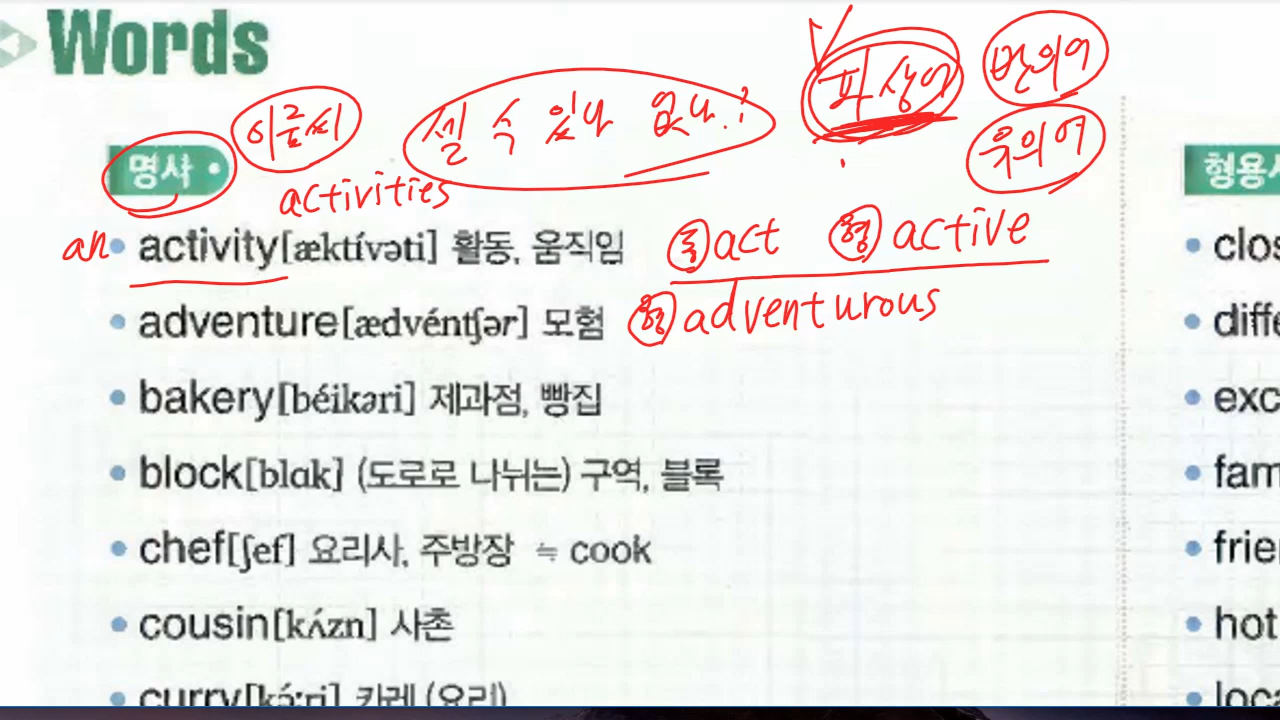 Words
파생어
반의어
유의어
이름씨
셀 수 있나 없나?
명사
activities
an activity[æktívəti] 활동, 움직임 동 act 형 active
adventure[ædvéntʃər] 모험 형 adventurous
bakery[béikəri] 제과점, 빵집
block[blɑk] (도로로 나뉘는) 구역, 블록
chef[ʃef] 요리사, 주방장 ≒ cook
cousin[kʌ́zn] 사촌
curry[kə́ːri] 카레 (요리)
형용사
clos
diffe
exc
fam
frie
hot
loca